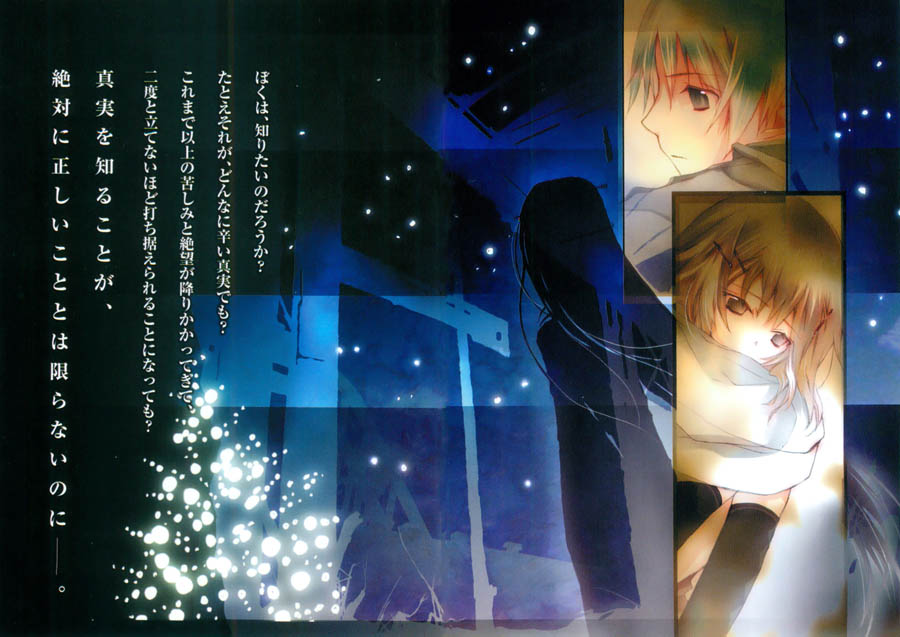 ぼくは、知りたいのだろうか？
たとえそれが、どんなに辛い真実でも？
これまで以上の苦しみと絶望が降りかかってきて、
二度と立てないほど打ち据えられることになっても？
真実を知ることが、
絶対に正しいこととは限らないのに――。